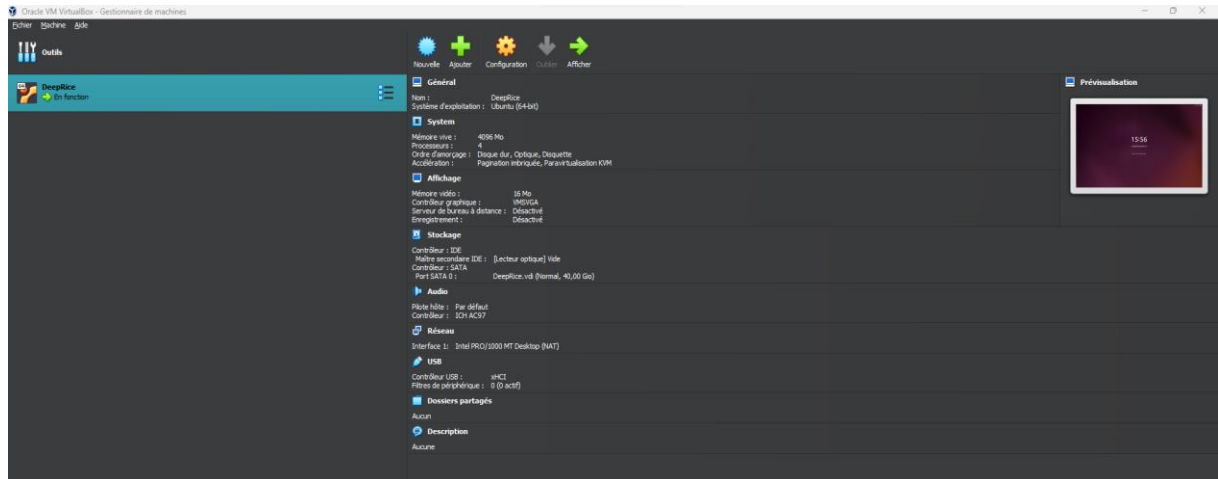 Oracle VM VirtualBox - Gestionnaire de machines
Fichier Machine Aide
Outils
DeepRice
En fonction
Nouvelle Ajouter Configuration Oublier Afficher
Général
Nom : DeepRice
Système d'exploitation : Ubuntu (64-bit)
System
Mémoire vive : 4096 Mo
Processeurs : 4
Ordre d'amorçage : Disque dur, Optique, Disquette
Accélération : Pagination imbriquée, Paravirtualisation KVM
Affichage
Mémoire vidéo : 16 Mo
Contrôleur graphique : VMSVGA
Serveur de bureau à distance : Désactivé
Enregistrement : Désactivé
Stockage
Contrôleur : IDE
Maître secondaire IDE : [Lecteur optique] Vide
Contrôleur : SATA
Port SATA 0 : DeepRice.vdi (Normal, 40,00 Gio)
Audio
Pilote hôte : Par défaut
Contrôleur : ICH AC97
Réseau
Interface 1: Intel PRO/1000 MT Desktop (NAT)
USB
Contrôleur USB : xHCI
Filtres de périphérique : 0 (0 actif)
Dossiers partagés
Aucun
Description
Aucune
Prévisualisation
15:56